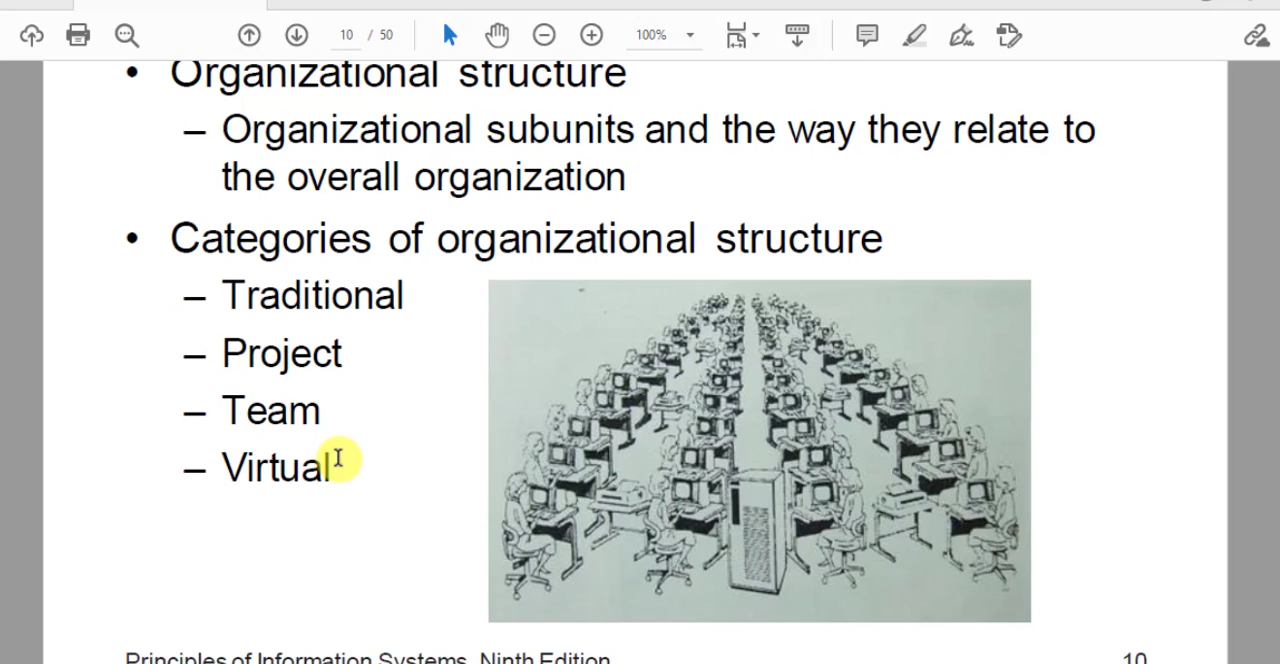 10 / 50
100%
• Organizational structure
– Organizational subunits and the way they relate to
the overall organization
• Categories of organizational structure
– Traditional
– Project
– Team
– Virtual
Principles of Information Systems, Ninth Edition
10